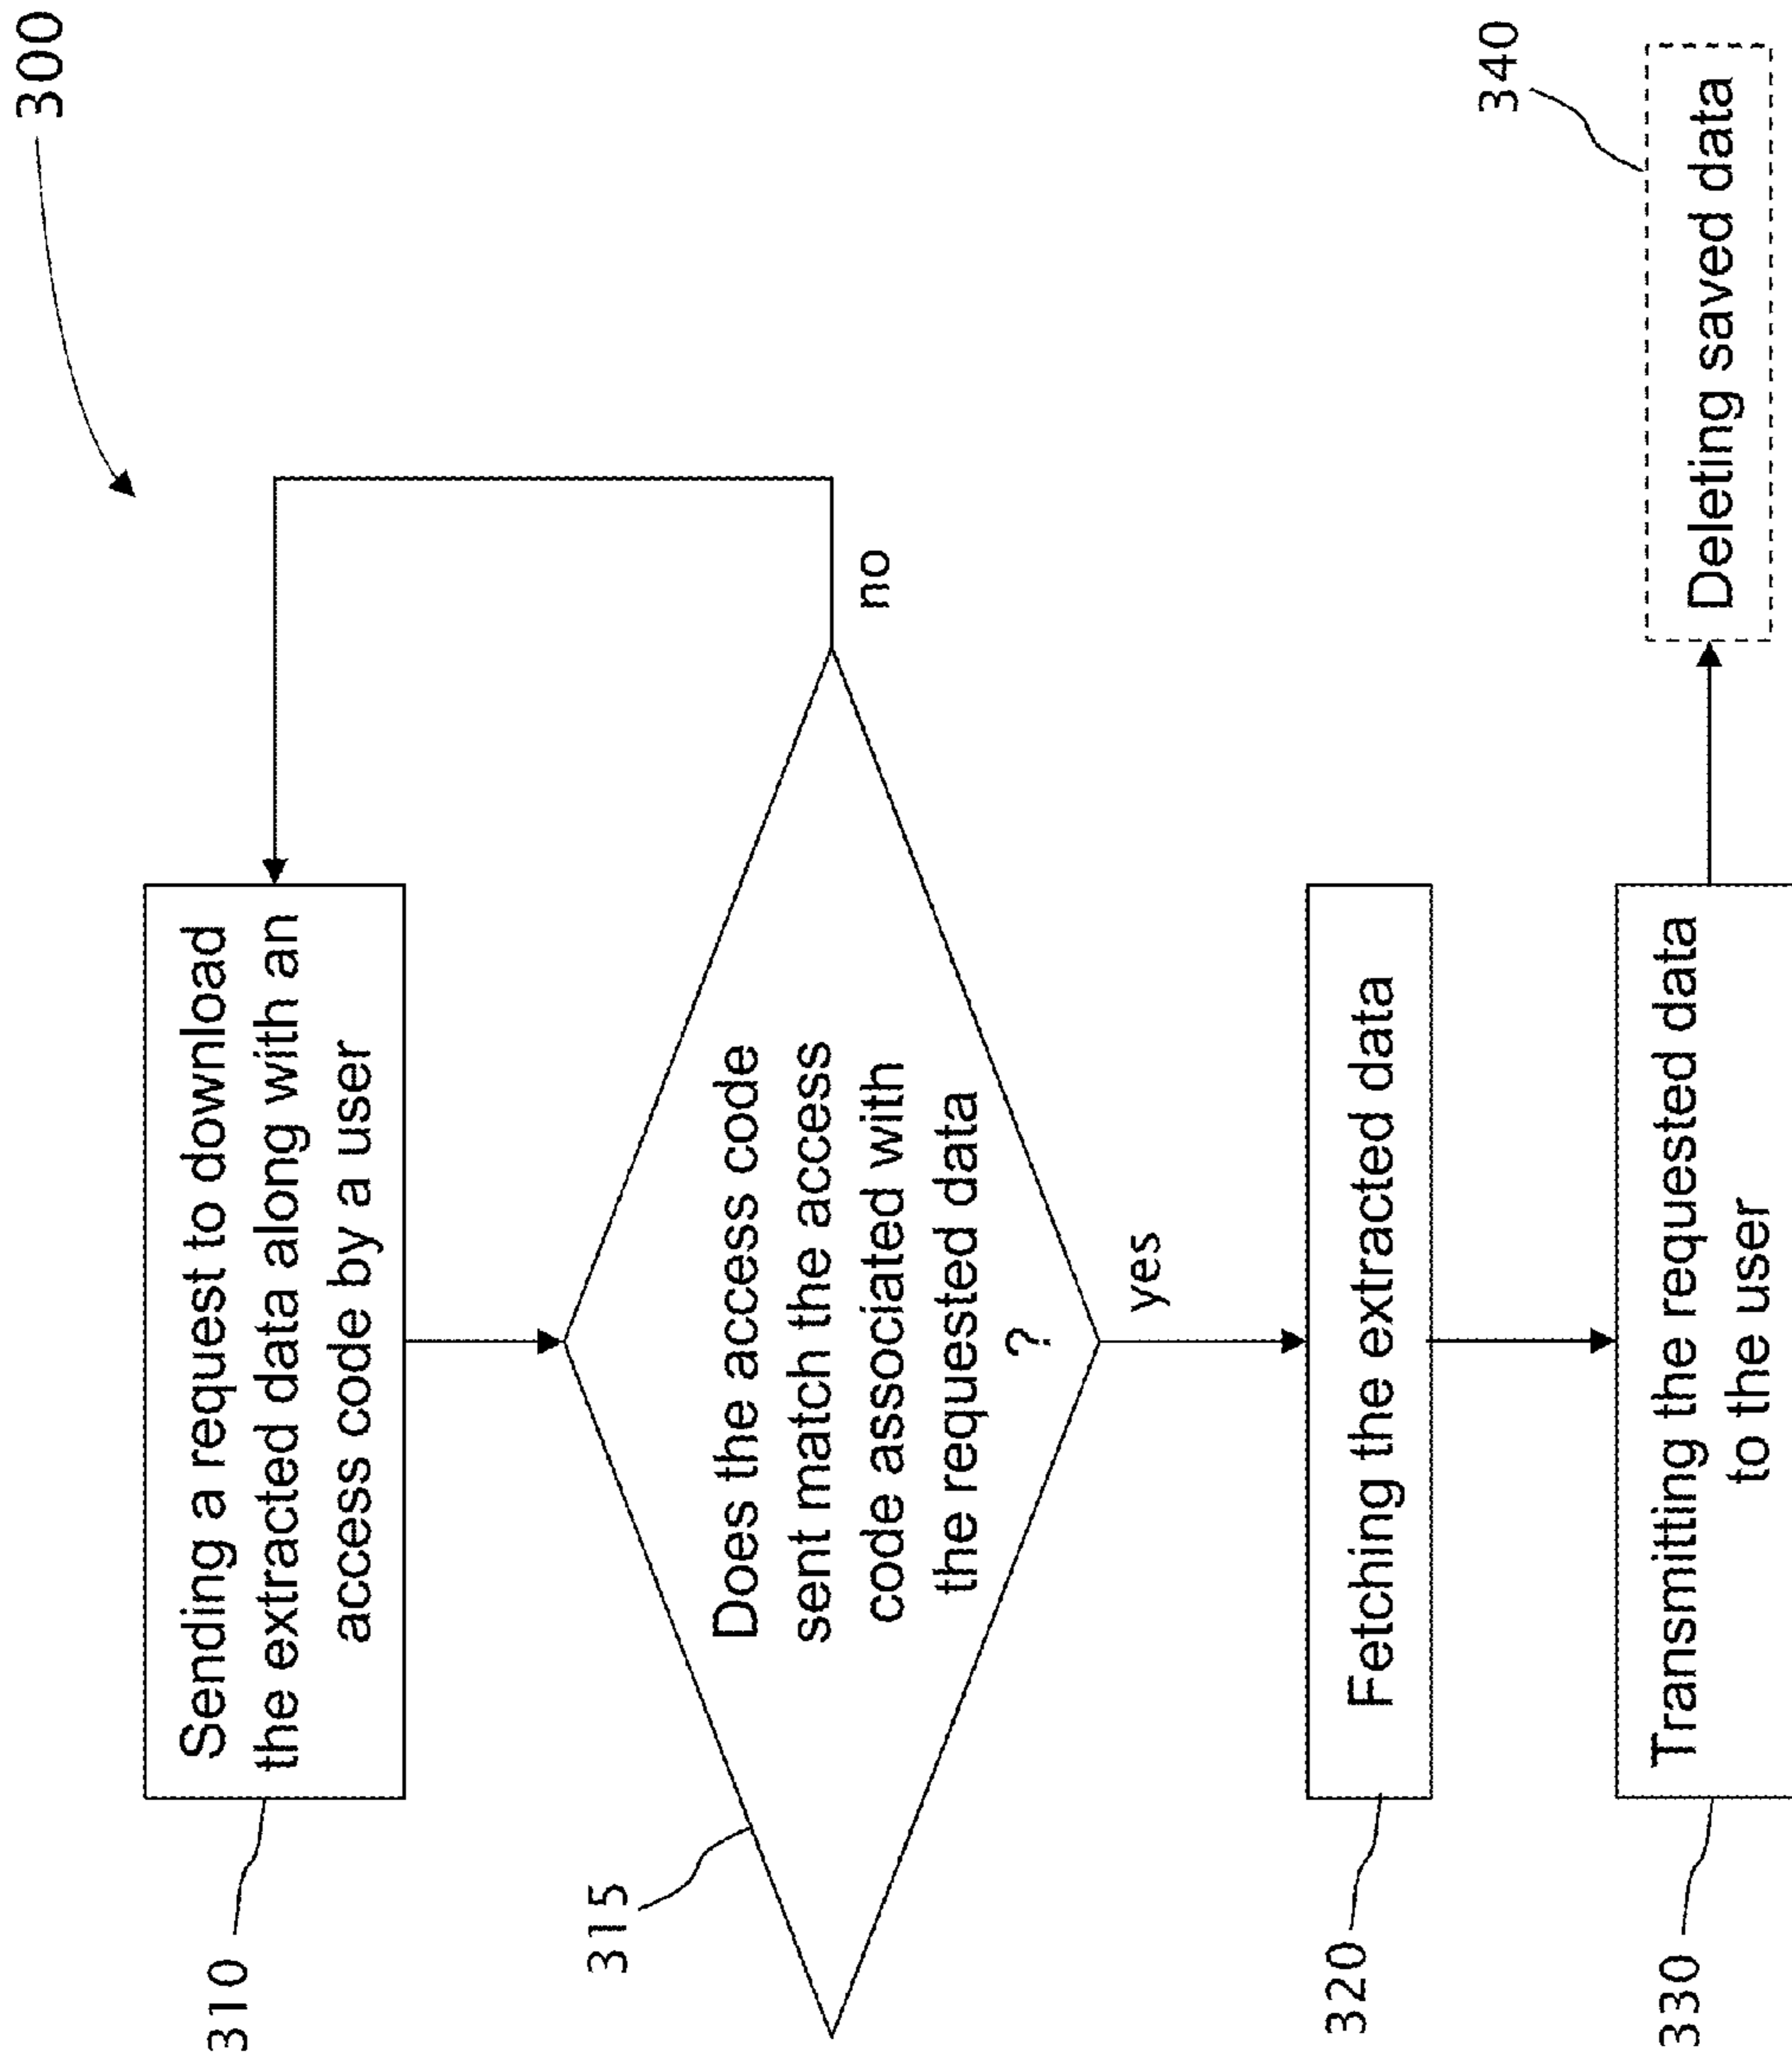 300
310
Sending a request to download
the extracted data along with an
access code by a user
315
Does the access code
sent match the access
code associated with
the requested data
?
no
yes
320
Fetching the extracted data
330
Transmitting the requested data
to the user
340
Deleting saved data